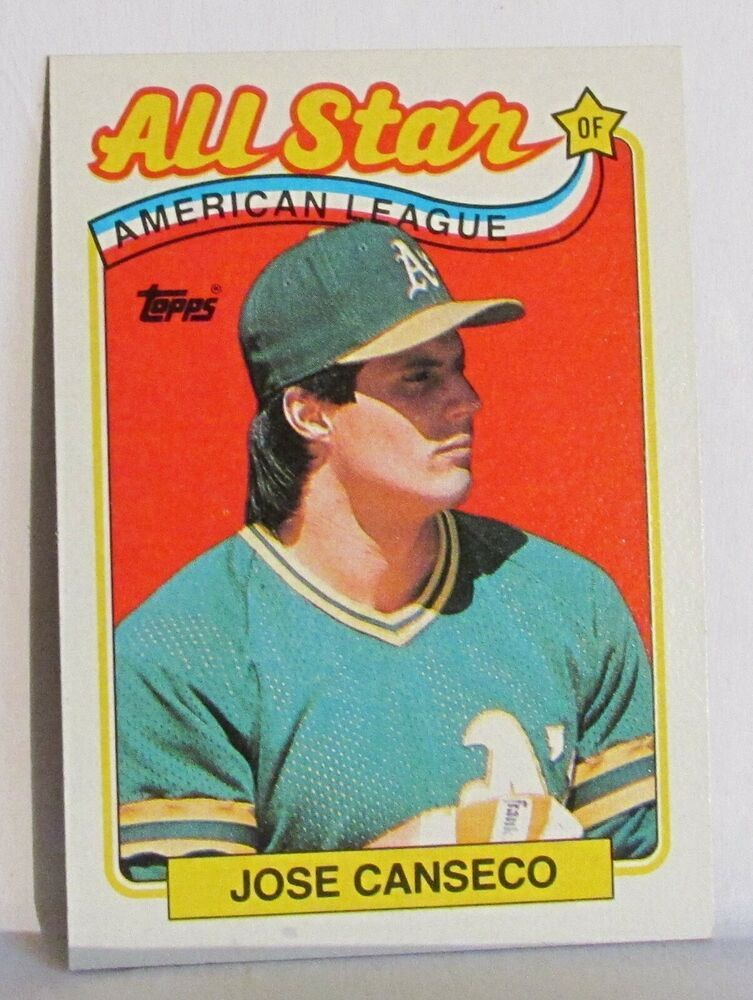 All Star
OF
AMERICAN LEAGUE
Topps®
A's
JOSE CANSECO